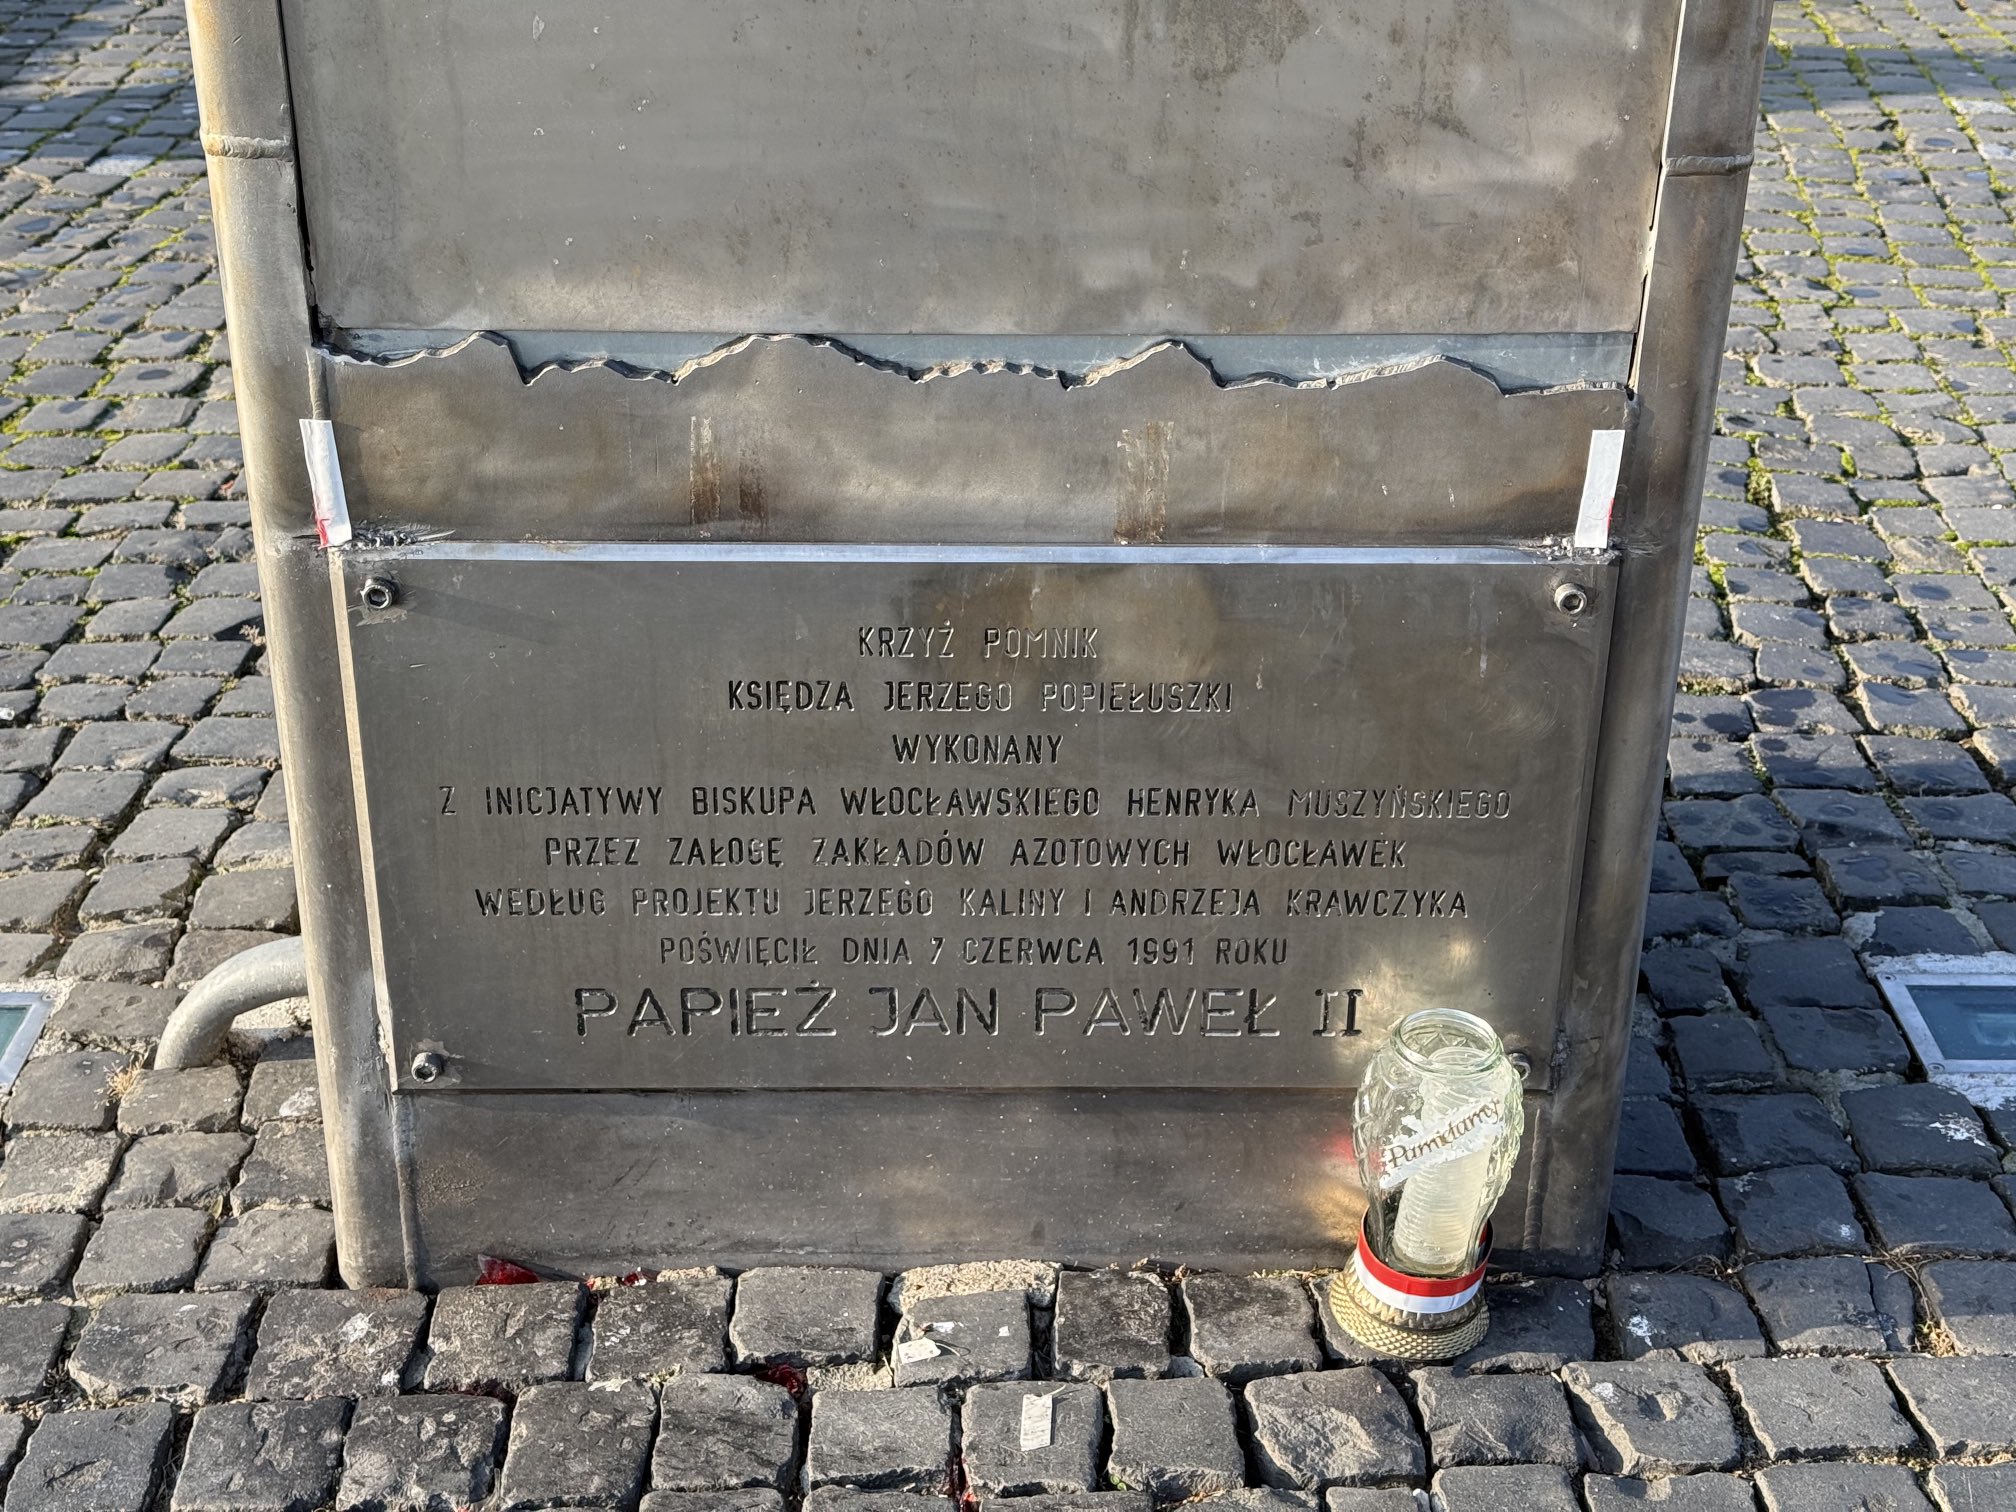 KRZYŻ POMNIK
KSIĘDZA JERZEGO POPIEŁUSZKI
WYKONANY
Z INICJATYWY BISKUPA WŁOCŁAWSKIEGO HENRYKA MUSZYŃSKIEGO
PRZEZ ZAŁOGĘ ZAKŁADÓW AZOTOWYCH WŁOCŁAWEK
WEDŁUG PROJEKTU JERZEGO KALINY I ANDRZEJA KRAWCZYKA
POŚWIĘCIŁ DNIA 7 CZERWCA 1991 ROKU
PAPIEŻ JAN PAWEŁ II
Pamiętamy